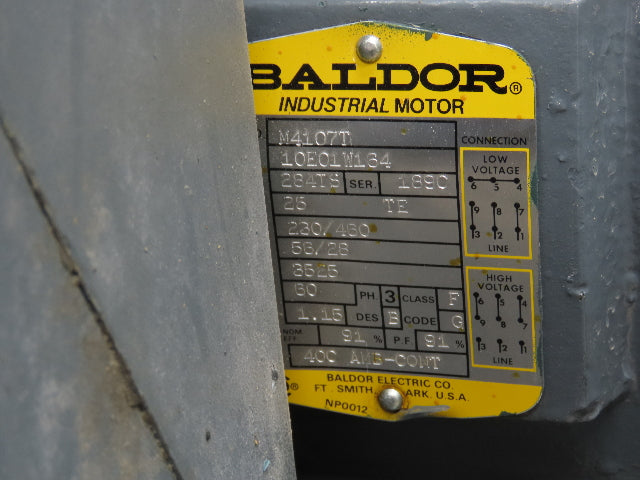 BALDOR®
INDUSTRIAL MOTOR
M4107T
10E01W184
284TS SER. 1890
25 TE
230/460
56/28
3525
60 PH. 3 CLASS F
1.15 DES B CODE G
NOM. 91 % P.F 91 %
40C AMB-CONT
CONNECTION
LOW
VOLTAGE
6 5 4
9 8 7
3 2 1
LINE
HIGH
VOLTAGE
6 5 4
9 8 7
3 2 1
LINE
BALDOR ELECTRIC CO.
FT. SMITH, ARK. U.S.A.
NP0012